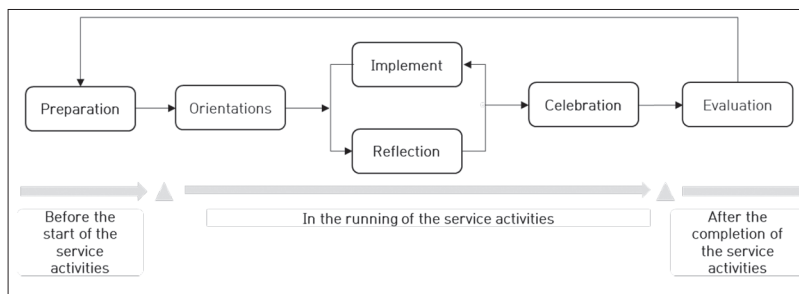 Implement
Preparation
Orientations
Celebration
Evaluation
Reflection
Before the
start of the
service
activities
In the running of the service activities
After the
completion of
the service
activities